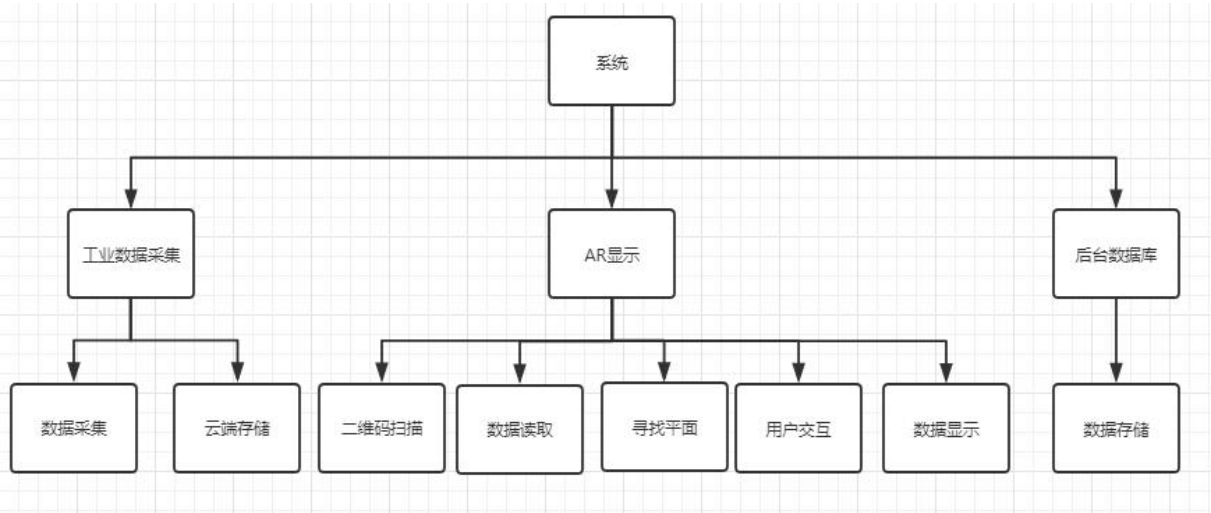 系统
工业数据采集
AR显示
后台数据库
数据采集
云端存储
二维码扫描
数据读取
寻找平面
用户交互
数据显示
数据存储